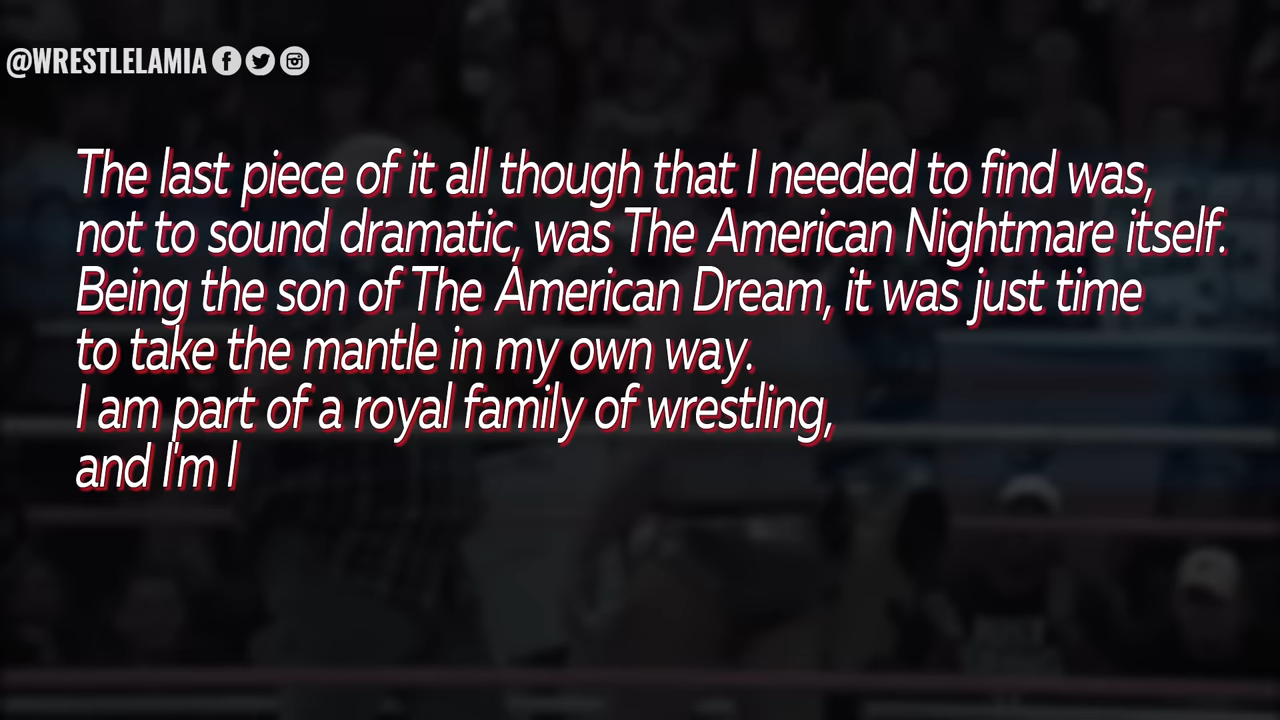 @WRESTLELAMIA
The last piece of it all though that I needed to find was,
not to sound dramatic, was The American Nightmare itself.
Being the son of The American Dream, it was just time
to take the mantle in my own way.
I am part of a royal family of wrestling,
and I'm l